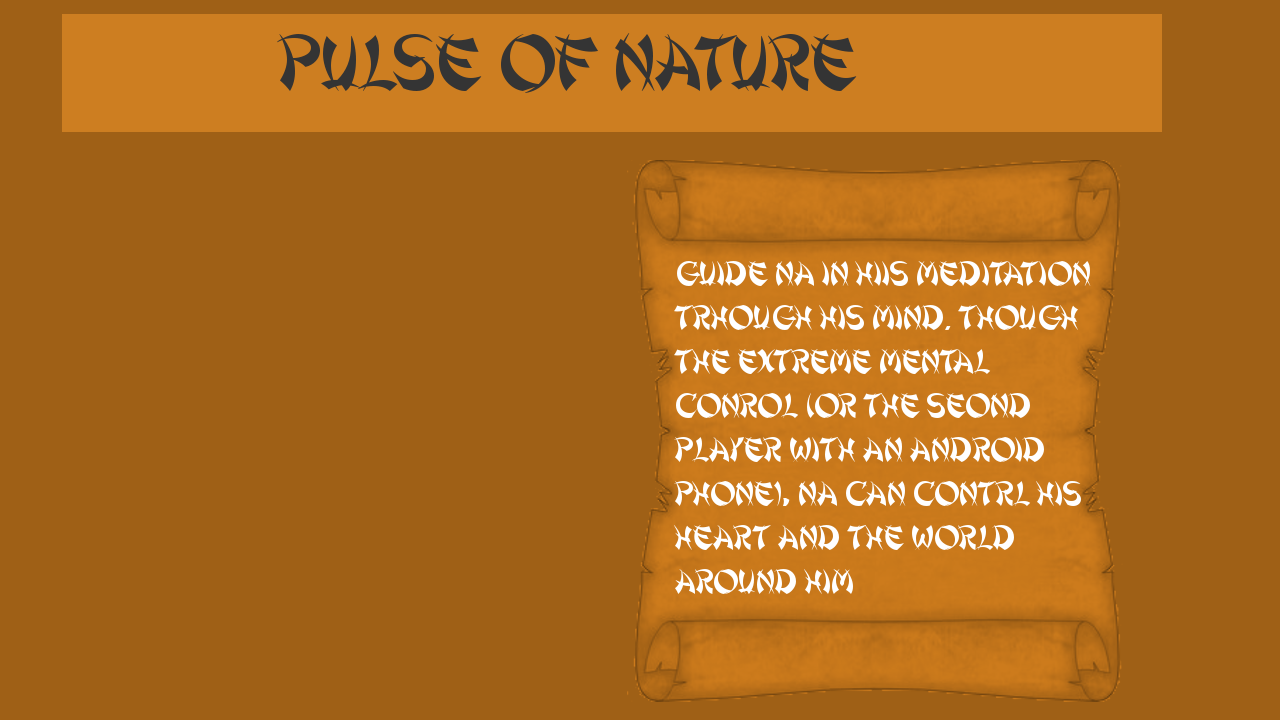 PULSE OF NATURE
GUIDE NA IN HIIS MEDITATION
TRHOUGH HIS MIND. THOUGH
THE EXTREME MENTAL
CONROL (OR THE SEOND
PLAYER WITH AN ANDROID
PHONE), NA CAN CONTRL HIS
HEART AND THE WORLD
AROUND HIM